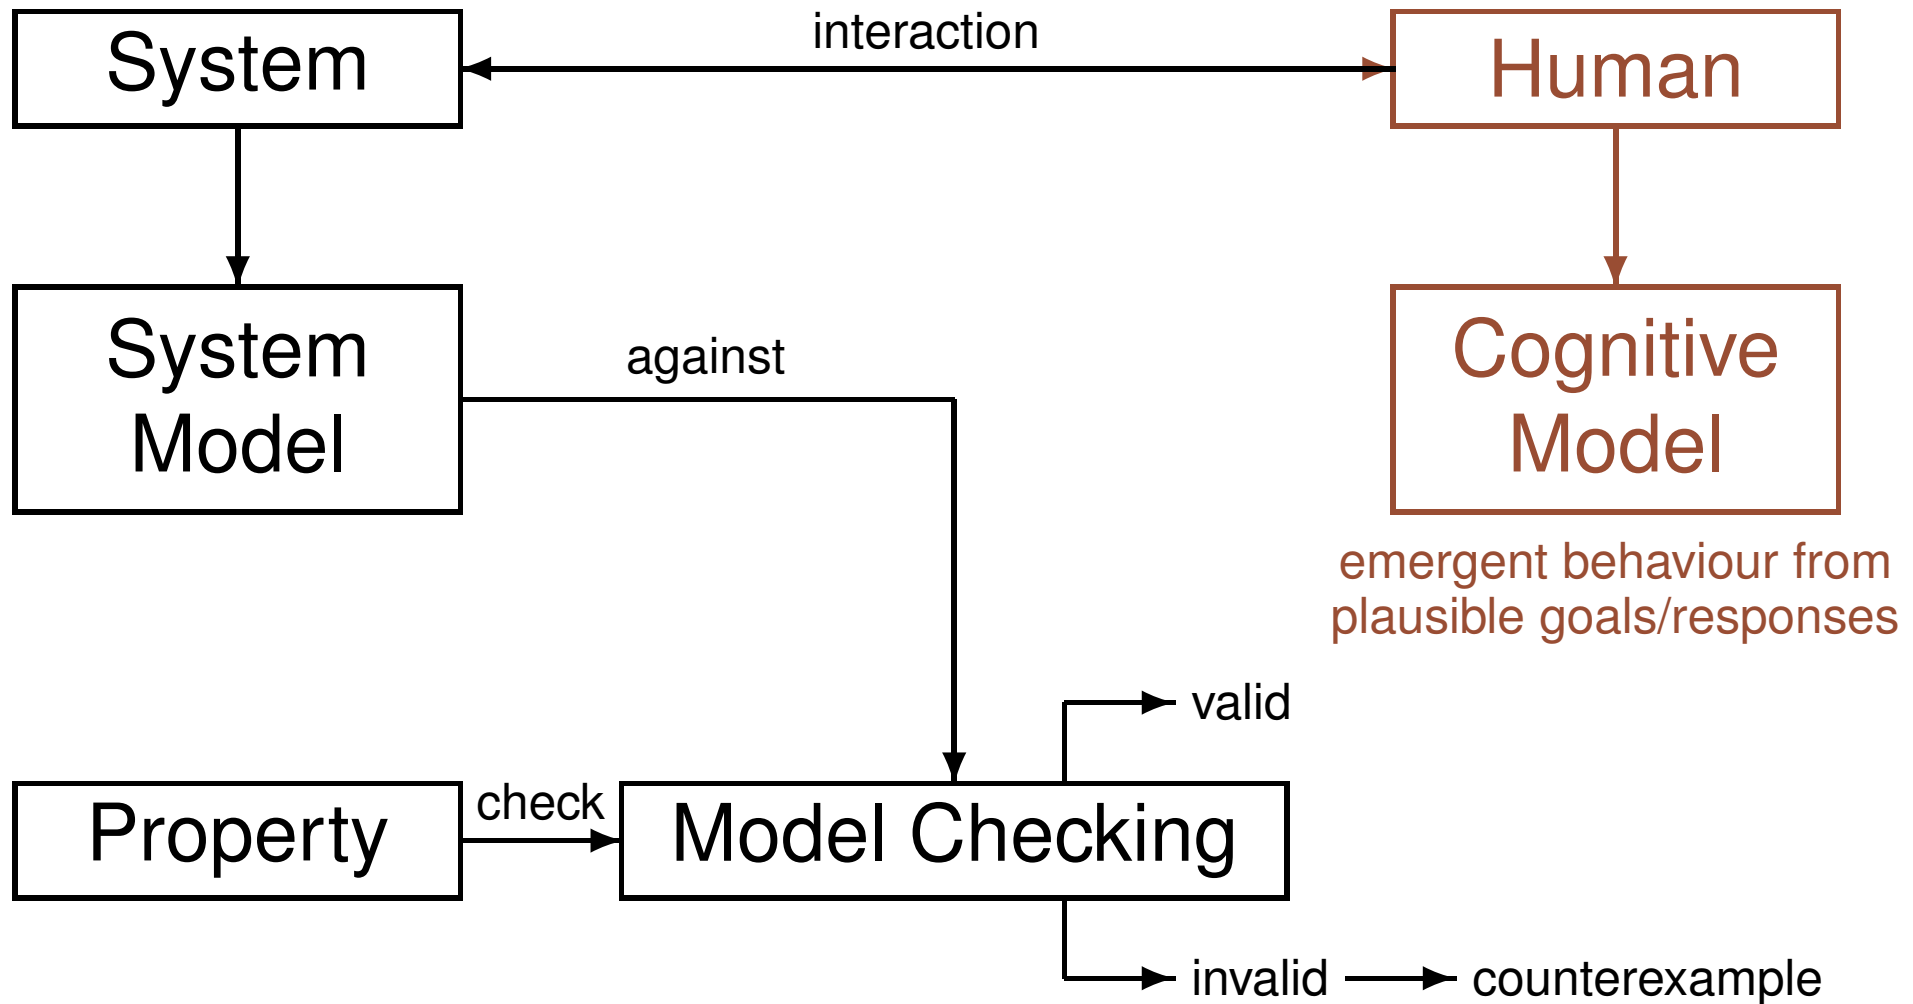 System
interaction
Human
System
Model
against
Cognitive
Model
emergent behaviour from
plausible goals/responses
valid
Property
check
Model Checking
invalid
counterexample